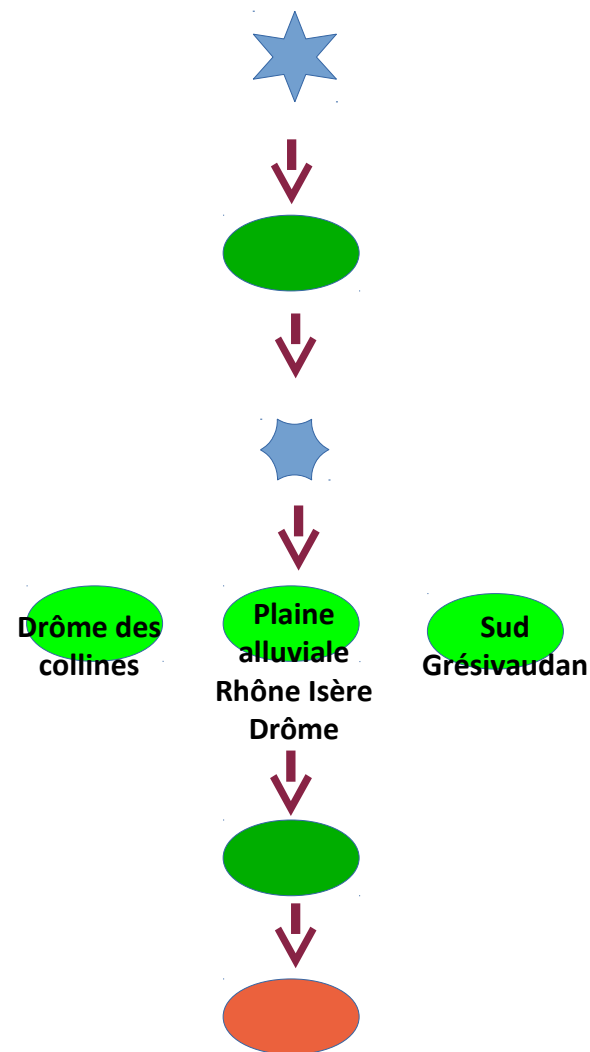 Drôme des
collines
Plaine
alluviale
Rhône Isère
Drôme
Sud
Grésivaudan